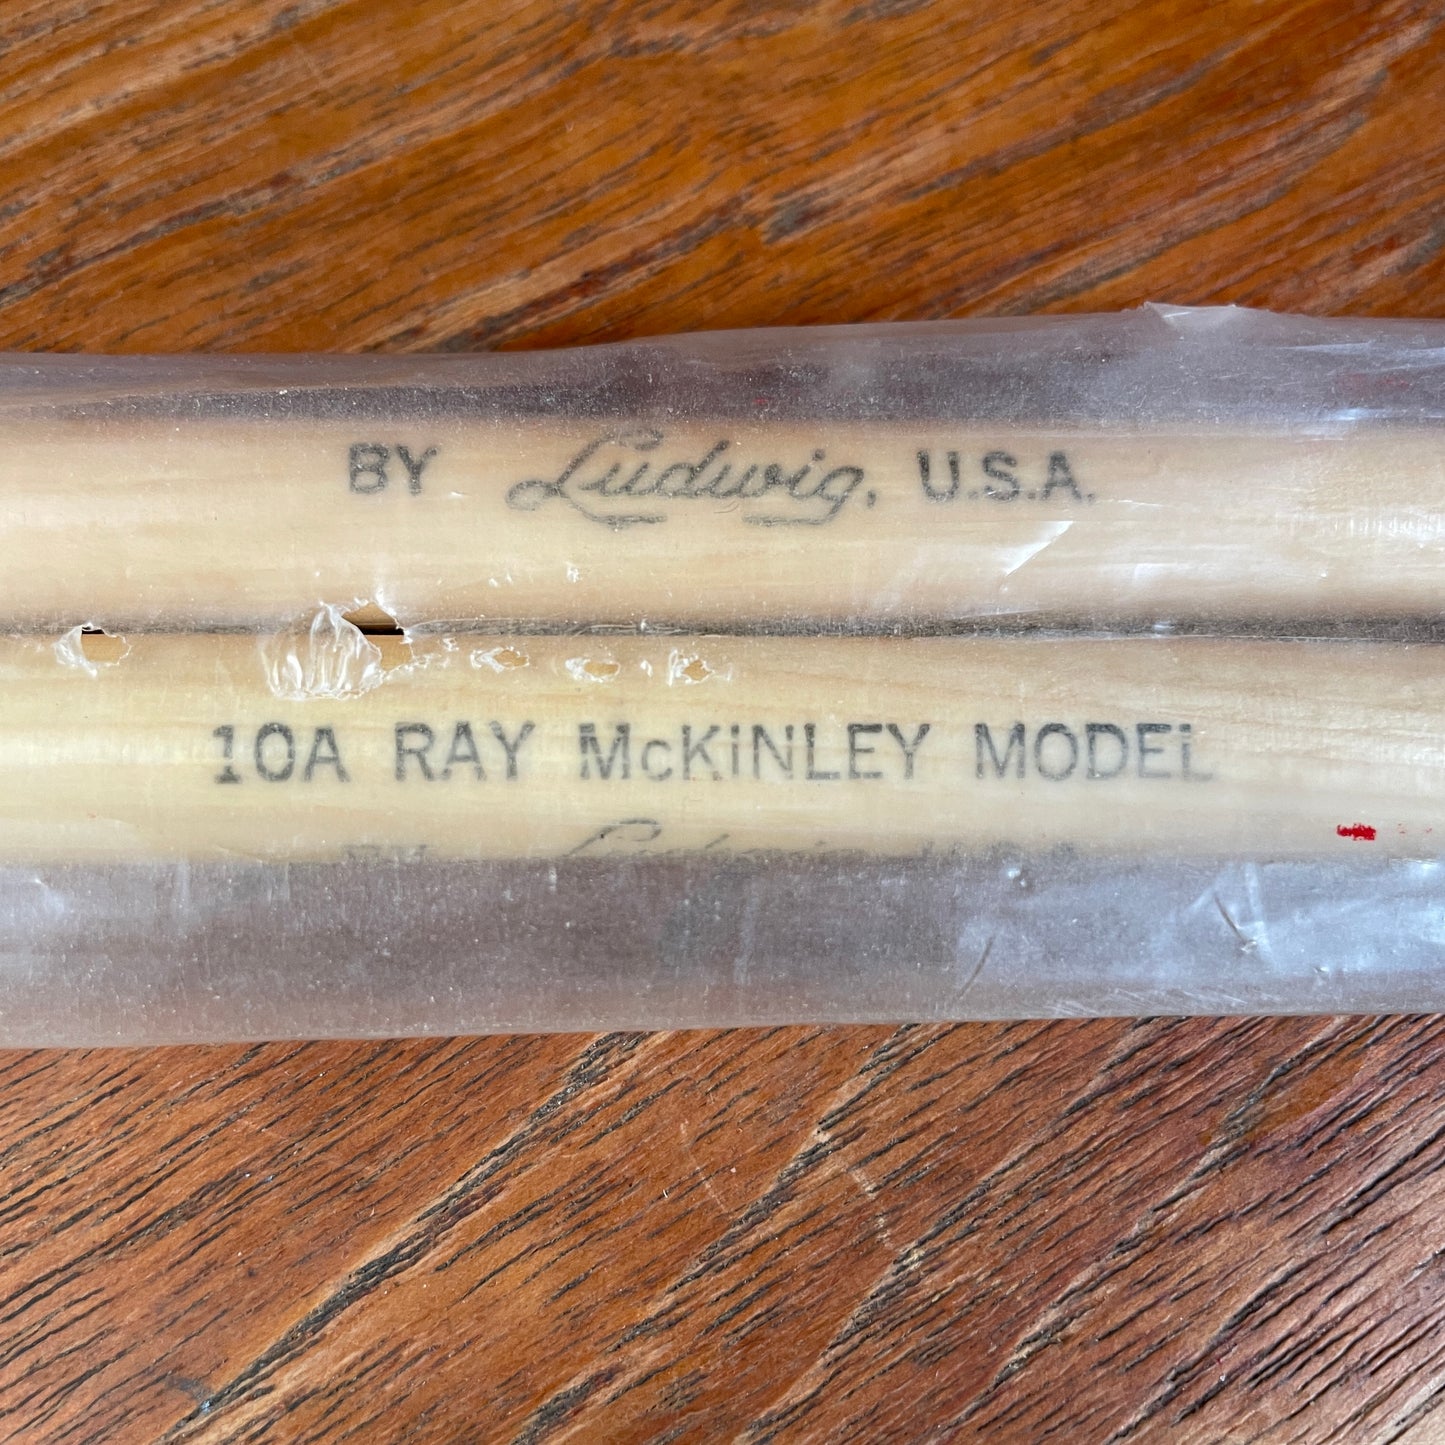 BY Ludwig, U.S.A.
10A RAY McKINLEY MODEL